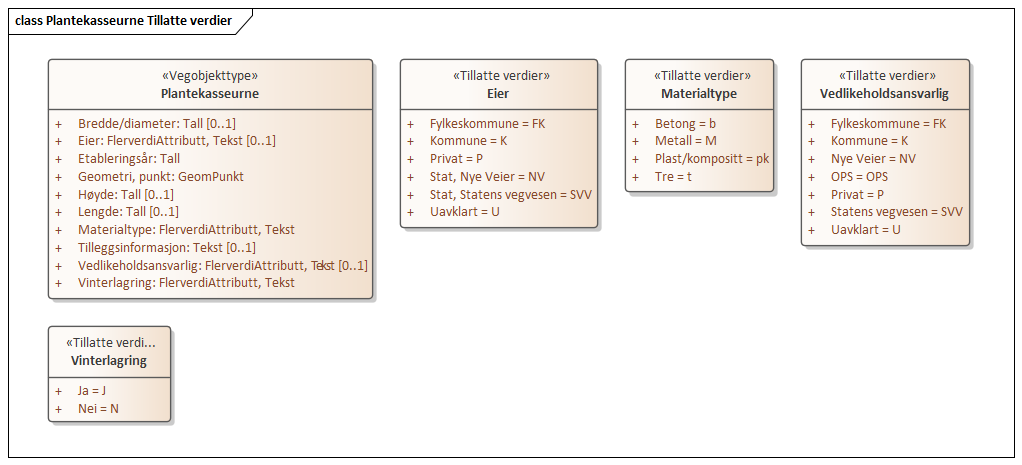 class Plantekasseurne Tillatte verdier
«Vegobjekttype»
Plantekasseurne
+ Bredde/diameter: Tall [0..1]
+ Eier: FlerverdiAttributt, Tekst [0..1]
+ Etableringsår: Tall
+ Geometri, punkt: GeomPunkt
+ Høyde: Tall [0..1]
+ Lengde: Tall [0..1]
+ Materialtype: FlerverdiAttributt, Tekst
+ Tilleggsinformasjon: Tekst [0..1]
+ Vedlikeholdsansvarlig: FlerverdiAttributt, Tekst [0..1]
+ Vinterlagring: FlerverdiAttributt, Tekst
«Tillatte verdier»
Eier
+ Fylkeskommune = FK
+ Kommune = K
+ Privat = P
+ Stat, Nye Veier = NV
+ Stat, Statens vegvesen = SVV
+ Uavklart = U
«Tillatte verdier»
Materialtype
+ Betong = b
+ Metall = M
+ Plast/kompositt = pk
+ Tre = t
«Tillatte verdier»
Vedlikeholdsansvarlig
+ Fylkeskommune = FK
+ Kommune = K
+ Nye Veier = NV
+ OPS = OPS
+ Privat = P
+ Statens vegvesen = SVV
+ Uavklart = U
«Tillatte verdi...
Vinterlagring
+ Ja = J
+ Nei = N